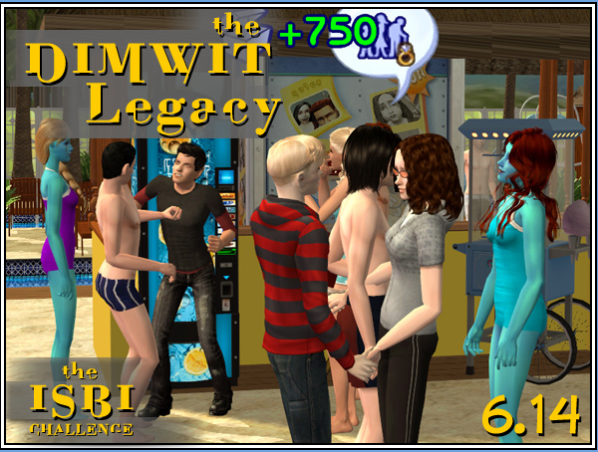 the
+750
DIMWIT
Legacy
the
ISBI
CHALLENGE
6.14